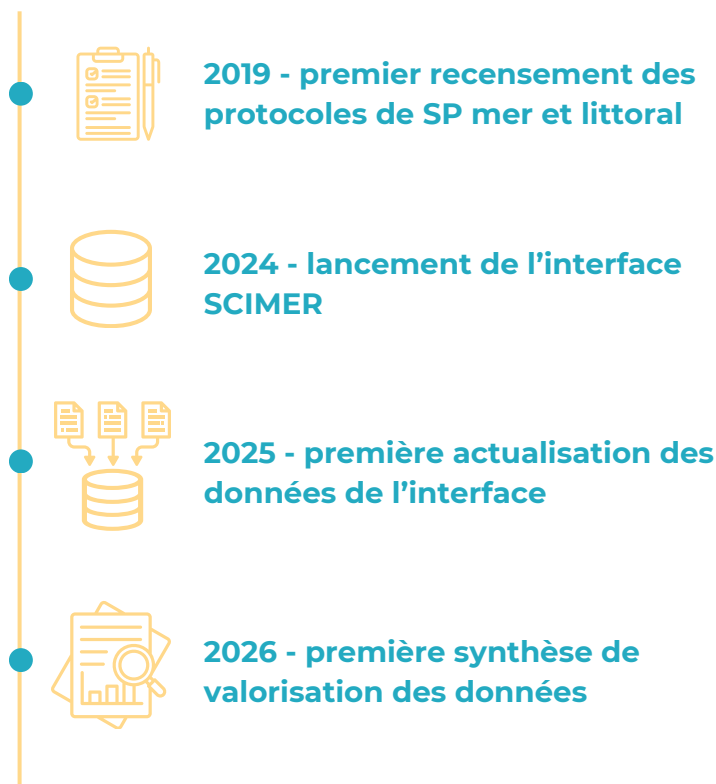 2019 - premier recensement des
protocoles de SP mer et littoral
2024 - lancement de l’interface
SCIMER
2025 - première actualisation des
données de l’interface
2026 - première synthèse de
valorisation des données